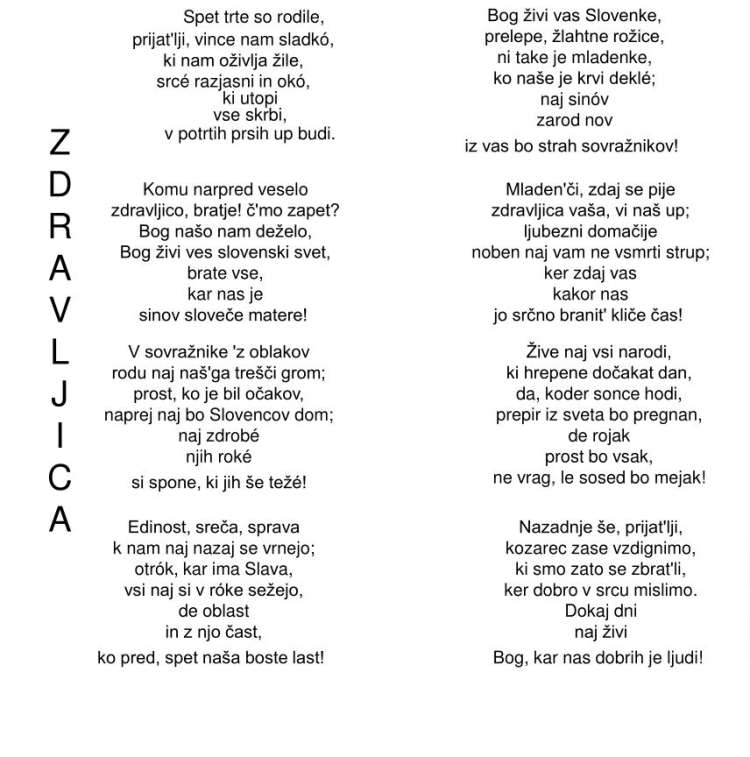 ZDRAVLJICA
Spet trte so rodile,
prijat'lji, vince nam sladkó,
ki nam oživlja žile,
srcé razjasni in okó,
ki utopi
vse skrbi,
v potrtih prsih up budi.
Komu narpred veselo
zdravljico, bratje! č'mo zapet?
Bog našo nam deželo,
Bog živi ves slovenski svet,
brate vse,
kar nas je
sinov sloveče matere!
V sovražnike 'z oblakov
rodu naj naš'ga trešči grom;
prost, ko je bil očakov,
naprej naj bo Slovencov dom;
naj zdrobé
njih roké
si spone, ki jih še težé!
Edinost, sreča, sprava
k nam naj nazaj se vrnejo;
otrók, kar ima Slava,
vsi naj si v róke sežejo,
de oblast
in z njo čast,
ko pred, spet naša boste last!
Bog živi vas Slovenke,
prelepe, žlahtne rožice,
ni take je mladenke,
ko naše je krvi deklé;
naj sinóv
zarod nov
iz vas bo strah sovražnikov!
Mladen'či, zdaj se pije
zdravljica vaša, vi naš up;
ljubezni domačije
noben naj vam ne vsmrti strup;
ker zdaj vas
kakor nas
jo srčno branit' kliče čas!
Žive naj vsi narodi,
ki hrepene dočakat dan,
da, koder sonce hodi,
prepir iz sveta bo pregnan,
de rojak
prost bo vsak,
ne vrag, le sosed bo mejak!
Nazadnje še, prijat'lji,
kozarec zase vzdignimo,
ki smo zato se zbrat'li,
ker dobro v srcu mislimo.
Dokaj dni
naj živi
Bog, kar nas dobrih je ljudi!